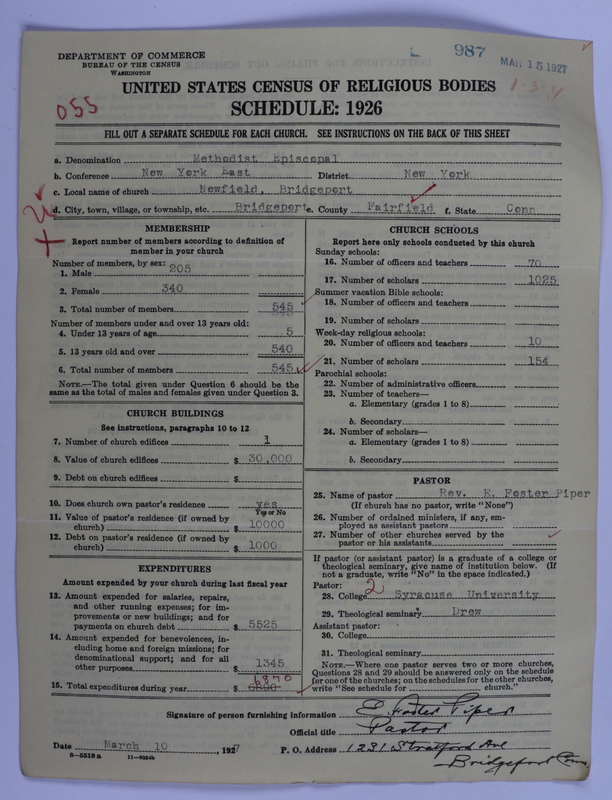 DEPARTMENT OF COMMERCE
BUREAU OF THE CENSUS
WASHINGTON
987
MAR 15 1927
1-3-4
UNITED STATES CENSUS OF RELIGIOUS BODIES
055
SCHEDULE: 1926
FILL OUT A SEPARATE SCHEDULE FOR EACH CHURCH. SEE INSTRUCTIONS ON THE BACK OF THIS SHEET
a. Denomination Methodist Episcopal
b. Conference New York East District New York
c. Local name of church Newfield, Bridgeport
d. City, town, village, or township, etc. Bridgeport e. County Fairfield f. State Conn
MEMBERSHIP
Report number of members according to definition of
member in your church
Number of members, by sex:
1. Male 205
2. Female 340
3. Total number of members 545
Number of members under and over 13 years old:
4. Under 13 years of age 5
5. 13 years old and over 540
6. Total number of members 545
NOTE.—The total given under Question 6 should be the
same as the total of males and females given under Question 3.
CHURCH BUILDINGS
See instructions, paragraphs 10 to 12
7. Number of church edifices 1
8. Value of church edifices $ 30,000
9. Debt on church edifices $
10. Does church own pastor's residence? yes
Yes or No
11. Value of pastor's residence (if owned by
church) $ 10000
12. Debt on pastor's residence (if owned by
church) $ 1000
EXPENDITURES
Amount expended by your church during last fiscal year
13. Amount expended for salaries, repairs,
and other running expenses; for im-
provements or new buildings; and for
payments on church debt $ 5525
14. Amount expended for benevolences, in-
cluding home and foreign missions; for
denominational support; and for all
other purposes $ 1345
6870
15. Total expenditures during year $ 6890
CHURCH SCHOOLS
Report here only schools conducted by this church
Sunday schools:
16. Number of officers and teachers 70
17. Number of scholars 1025
Summer vacation Bible schools:
18. Number of officers and teachers
19. Number of scholars
Week-day religious schools:
20. Number of officers and teachers 10
21. Number of scholars 154
Parochial schools:
22. Number of administrative officers
23. Number of teachers—
a. Elementary (grades 1 to 8)
b. Secondary
24. Number of scholars—
a. Elementary (grades 1 to 8)
b. Secondary
PASTOR
25. Name of pastor Rev. E. Foster Piper
(If church has no pastor, write "None")
26. Number of ordained ministers, if any, em-
ployed as assistant pastors
27. Number of other churches served by the
pastor or his assistants
If pastor (or assistant pastor) is a graduate of a college or
theological seminary, give name of institution below. (If
not a graduate, write "No" in the space indicated.)
Pastor:
2
28. College Syracuse University
29. Theological seminary Drew
Assistant pastor:
30. College
31. Theological seminary
NOTE.—Where one pastor serves two or more churches,
Questions 28 and 29 should be answered only on the schedule
for one of the churches; on the schedules for the other churches,
write "See schedule for church."
Signature of person furnishing information E Foster Piper
Official title Pastor
Date March 10, 1927 P. O. Address 1231 Stratford Ave
Bridgeport Conn
8—5518a 11—9204b